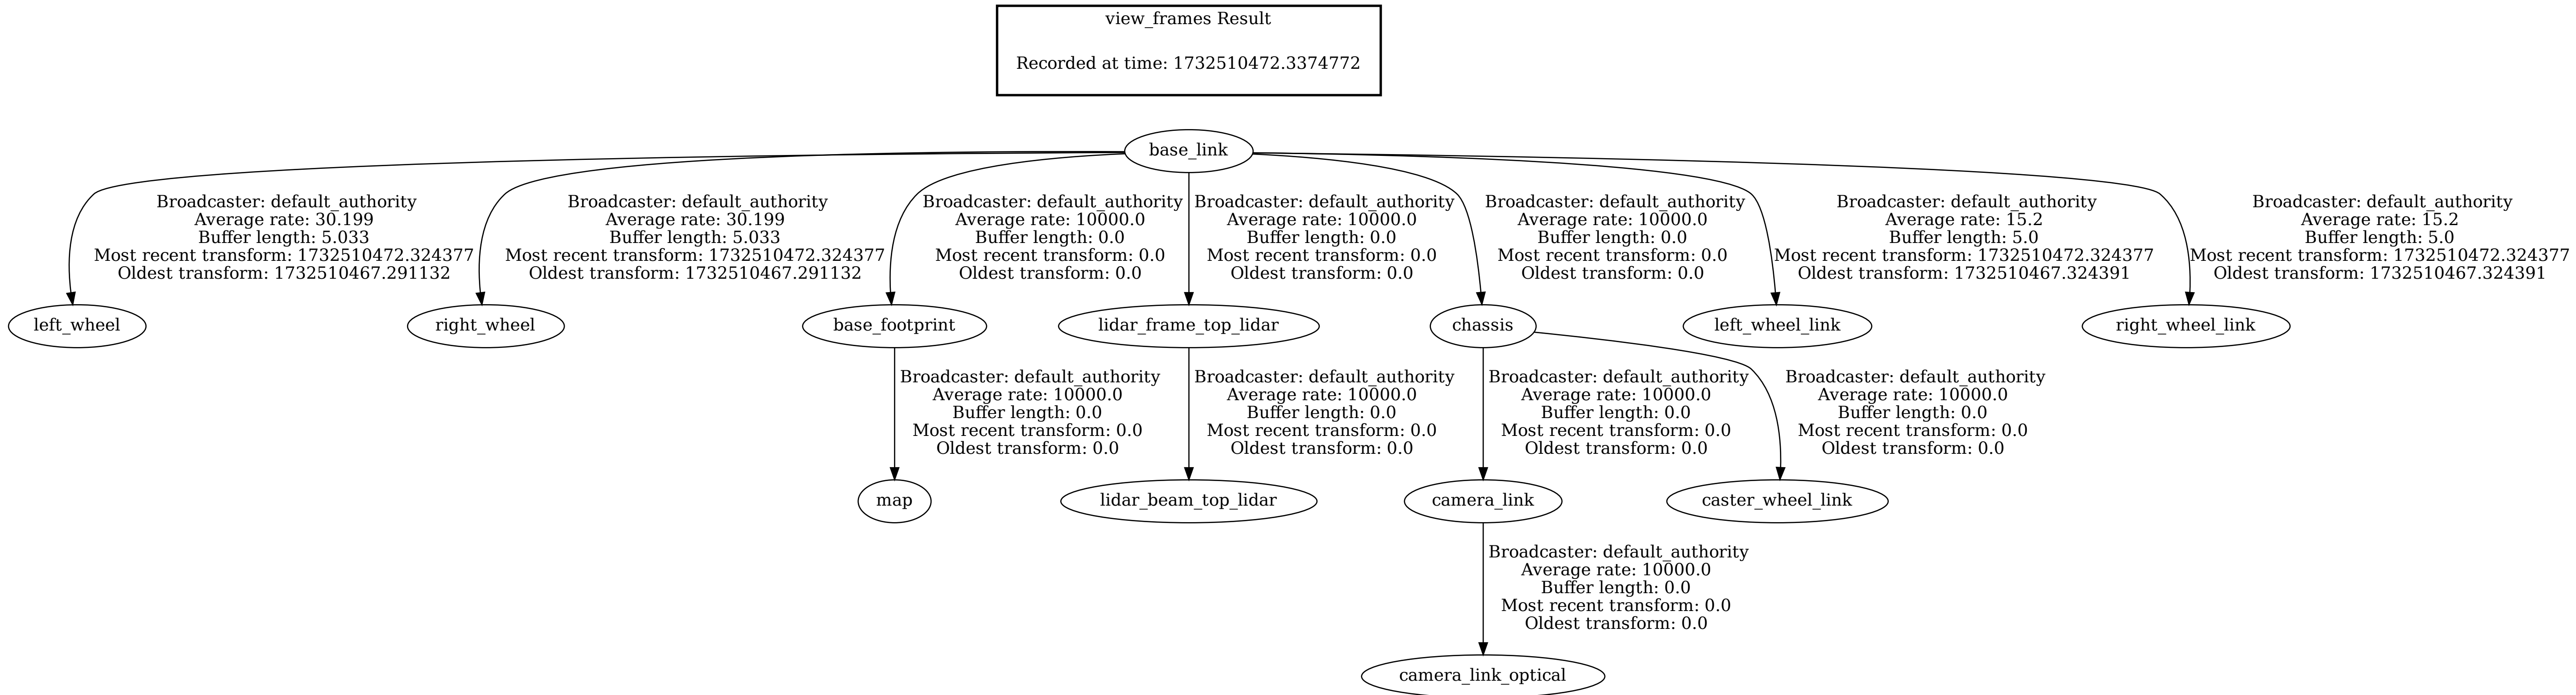 view_frames Result
Recorded at time: 1732510472.3374772
base_link
Broadcaster: default_authority
Average rate: 30.199
Buffer length: 5.033
Most recent transform: 1732510472.324377
Oldest transform: 1732510467.291132
Broadcaster: default_authority
Average rate: 30.199
Buffer length: 5.033
Most recent transform: 1732510472.324377
Oldest transform: 1732510467.291132
Broadcaster: default_authority
Average rate: 10000.0
Buffer length: 0.0
Most recent transform: 0.0
Oldest transform: 0.0
Broadcaster: default_authority
Average rate: 10000.0
Buffer length: 0.0
Most recent transform: 0.0
Oldest transform: 0.0
Broadcaster: default_authority
Average rate: 10000.0
Buffer length: 0.0
Most recent transform: 0.0
Oldest transform: 0.0
Broadcaster: default_authority
Average rate: 15.2
Buffer length: 5.0
Most recent transform: 1732510472.324377
Oldest transform: 1732510467.324391
Broadcaster: default_authority
Average rate: 15.2
Buffer length: 5.0
Most recent transform: 1732510472.324377
Oldest transform: 1732510467.324391
left_wheel
right_wheel
base_footprint
lidar_frame_top_lidar
chassis
left_wheel_link
right_wheel_link
Broadcaster: default_authority
Average rate: 10000.0
Buffer length: 0.0
Most recent transform: 0.0
Oldest transform: 0.0
Broadcaster: default_authority
Average rate: 10000.0
Buffer length: 0.0
Most recent transform: 0.0
Oldest transform: 0.0
Broadcaster: default_authority
Average rate: 10000.0
Buffer length: 0.0
Most recent transform: 0.0
Oldest transform: 0.0
Broadcaster: default_authority
Average rate: 10000.0
Buffer length: 0.0
Most recent transform: 0.0
Oldest transform: 0.0
map
lidar_beam_top_lidar
camera_link
caster_wheel_link
Broadcaster: default_authority
Average rate: 10000.0
Buffer length: 0.0
Most recent transform: 0.0
Oldest transform: 0.0
camera_link_optical